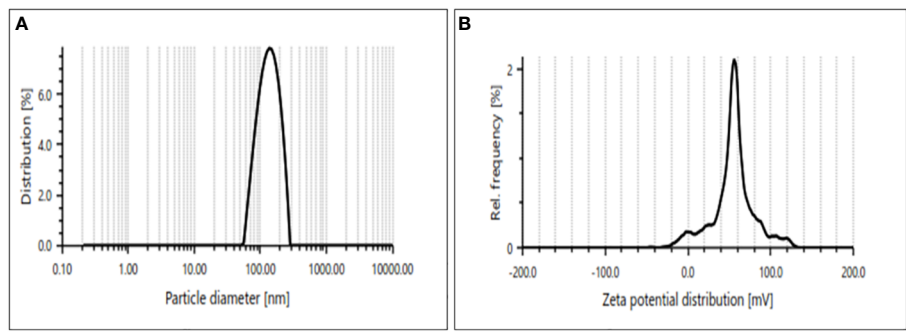 A
Distribution [%]
6.0
4.0
2.0
0.0
0.10 1.00 10.00 100.00 1000.00 10000.00
Particle diameter [nm]
B
Rel. frequency [%]
2
0
-200.0 -100.0 0.0 100.0 200.0
Zeta potential distribution [mV]